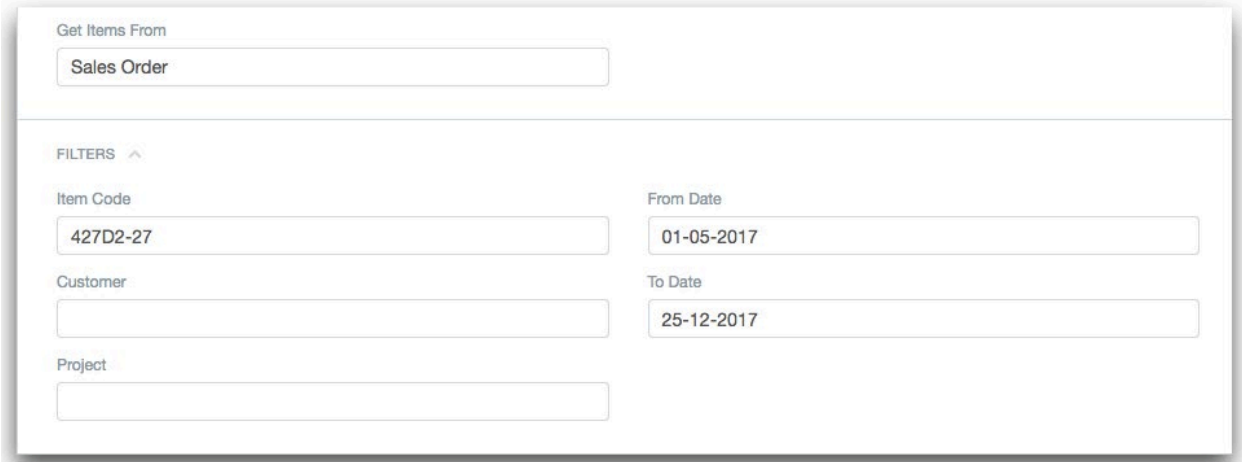 Get Items From
Sales Order
FILTERS
Item Code
427D2-27
From Date
01-05-2017
Customer
To Date
25-12-2017
Project